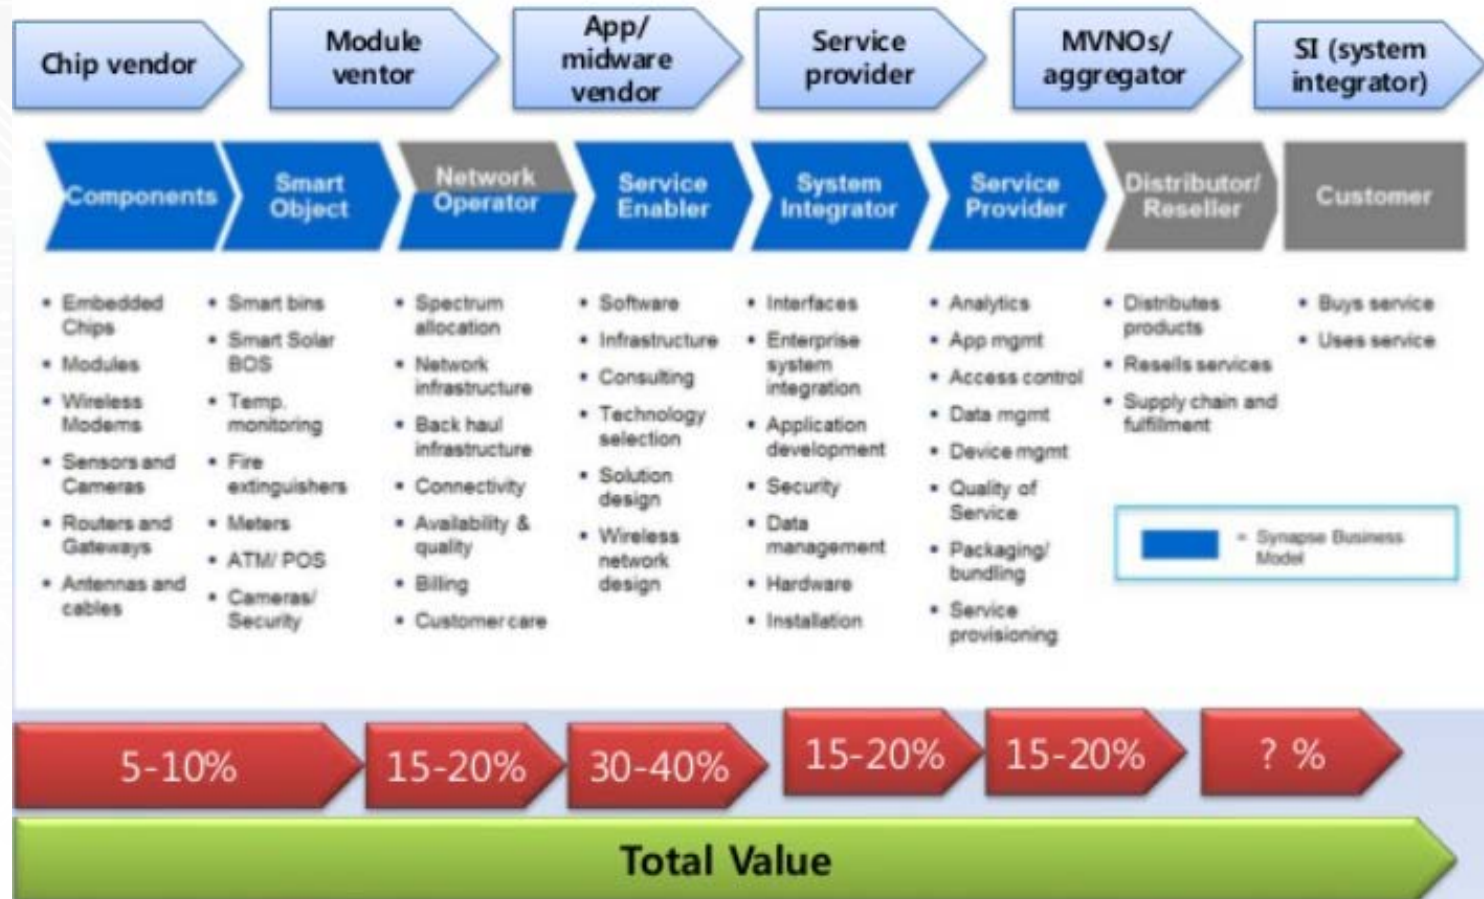 Chip vendor
Module
ventor
App/
midware
vendor
Service
provider
MVNOs/
aggregator
SI (system
integrator)
Components
Smart
Object
Network
Operator
Service
Enabler
System
Integrator
Service
Provider
Distributor/
Reseller
Customer
• Embedded
Chips
• Modules
• Wireless
Modems
• Sensors and
Cameras
• Routers and
Gateways
• Antennas and
cables
• Smart bins
• Smart Solar
BOS
• Temp.
monitoring
• Fire
extinguishers
• Meters
• ATM/ POS
• Cameras/
Security
• Spectrum
allocation
• Network
infrastructure
• Back haul
infrastructure
• Connectivity
• Availability &
quality
• Billing
• Customer care
• Software
• Infrastructure
• Consulting
• Technology
selection
• Solution
design
• Wireless
network
design
• Interfaces
• Enterprise
system
integration
• Application
development
• Security
• Data
management
• Hardware
• Installation
• Analytics
• App mgmt
• Access control
• Data mgmt
• Device mgmt
• Quality of
Service
• Packaging/
bundling
• Service
provisioning
• Distributes
products
• Resells services
• Supply chain and
fulfillment
• Buys service
• Uses service
= Synapse Business
Model
5-10%
15-20%
30-40%
15-20%
15-20%
? %
Total Value